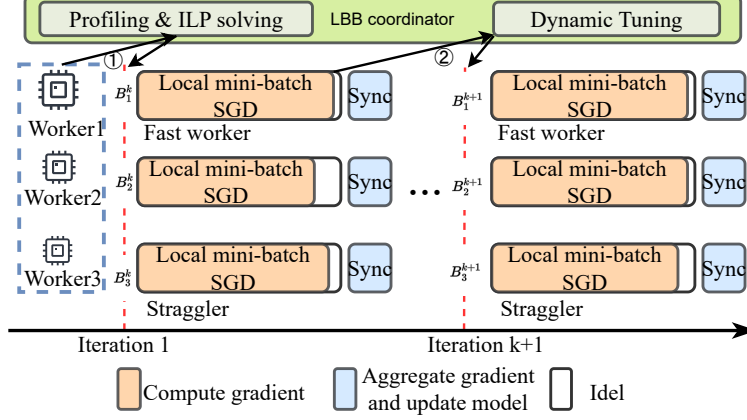 Profiling & ILP solving
LBB coordinator
Dynamic Tuning
①
②
Worker1
B_1^k
Local mini-batch
SGD
Sync
Fast worker
B_1^{k+1}
Local mini-batch
SGD
Sync
Fast worker
Worker2
B_2^k
Local mini-batch
SGD
Sync
...
B_2^{k+1}
Local mini-batch
SGD
Sync
Worker3
B_3^k
Local mini-batch
SGD
Sync
Straggler
B_3^{k+1}
Local mini-batch
SGD
Sync
Straggler
Iteration 1
Iteration k+1
Compute gradient
Aggregate gradient
and update model
Idel